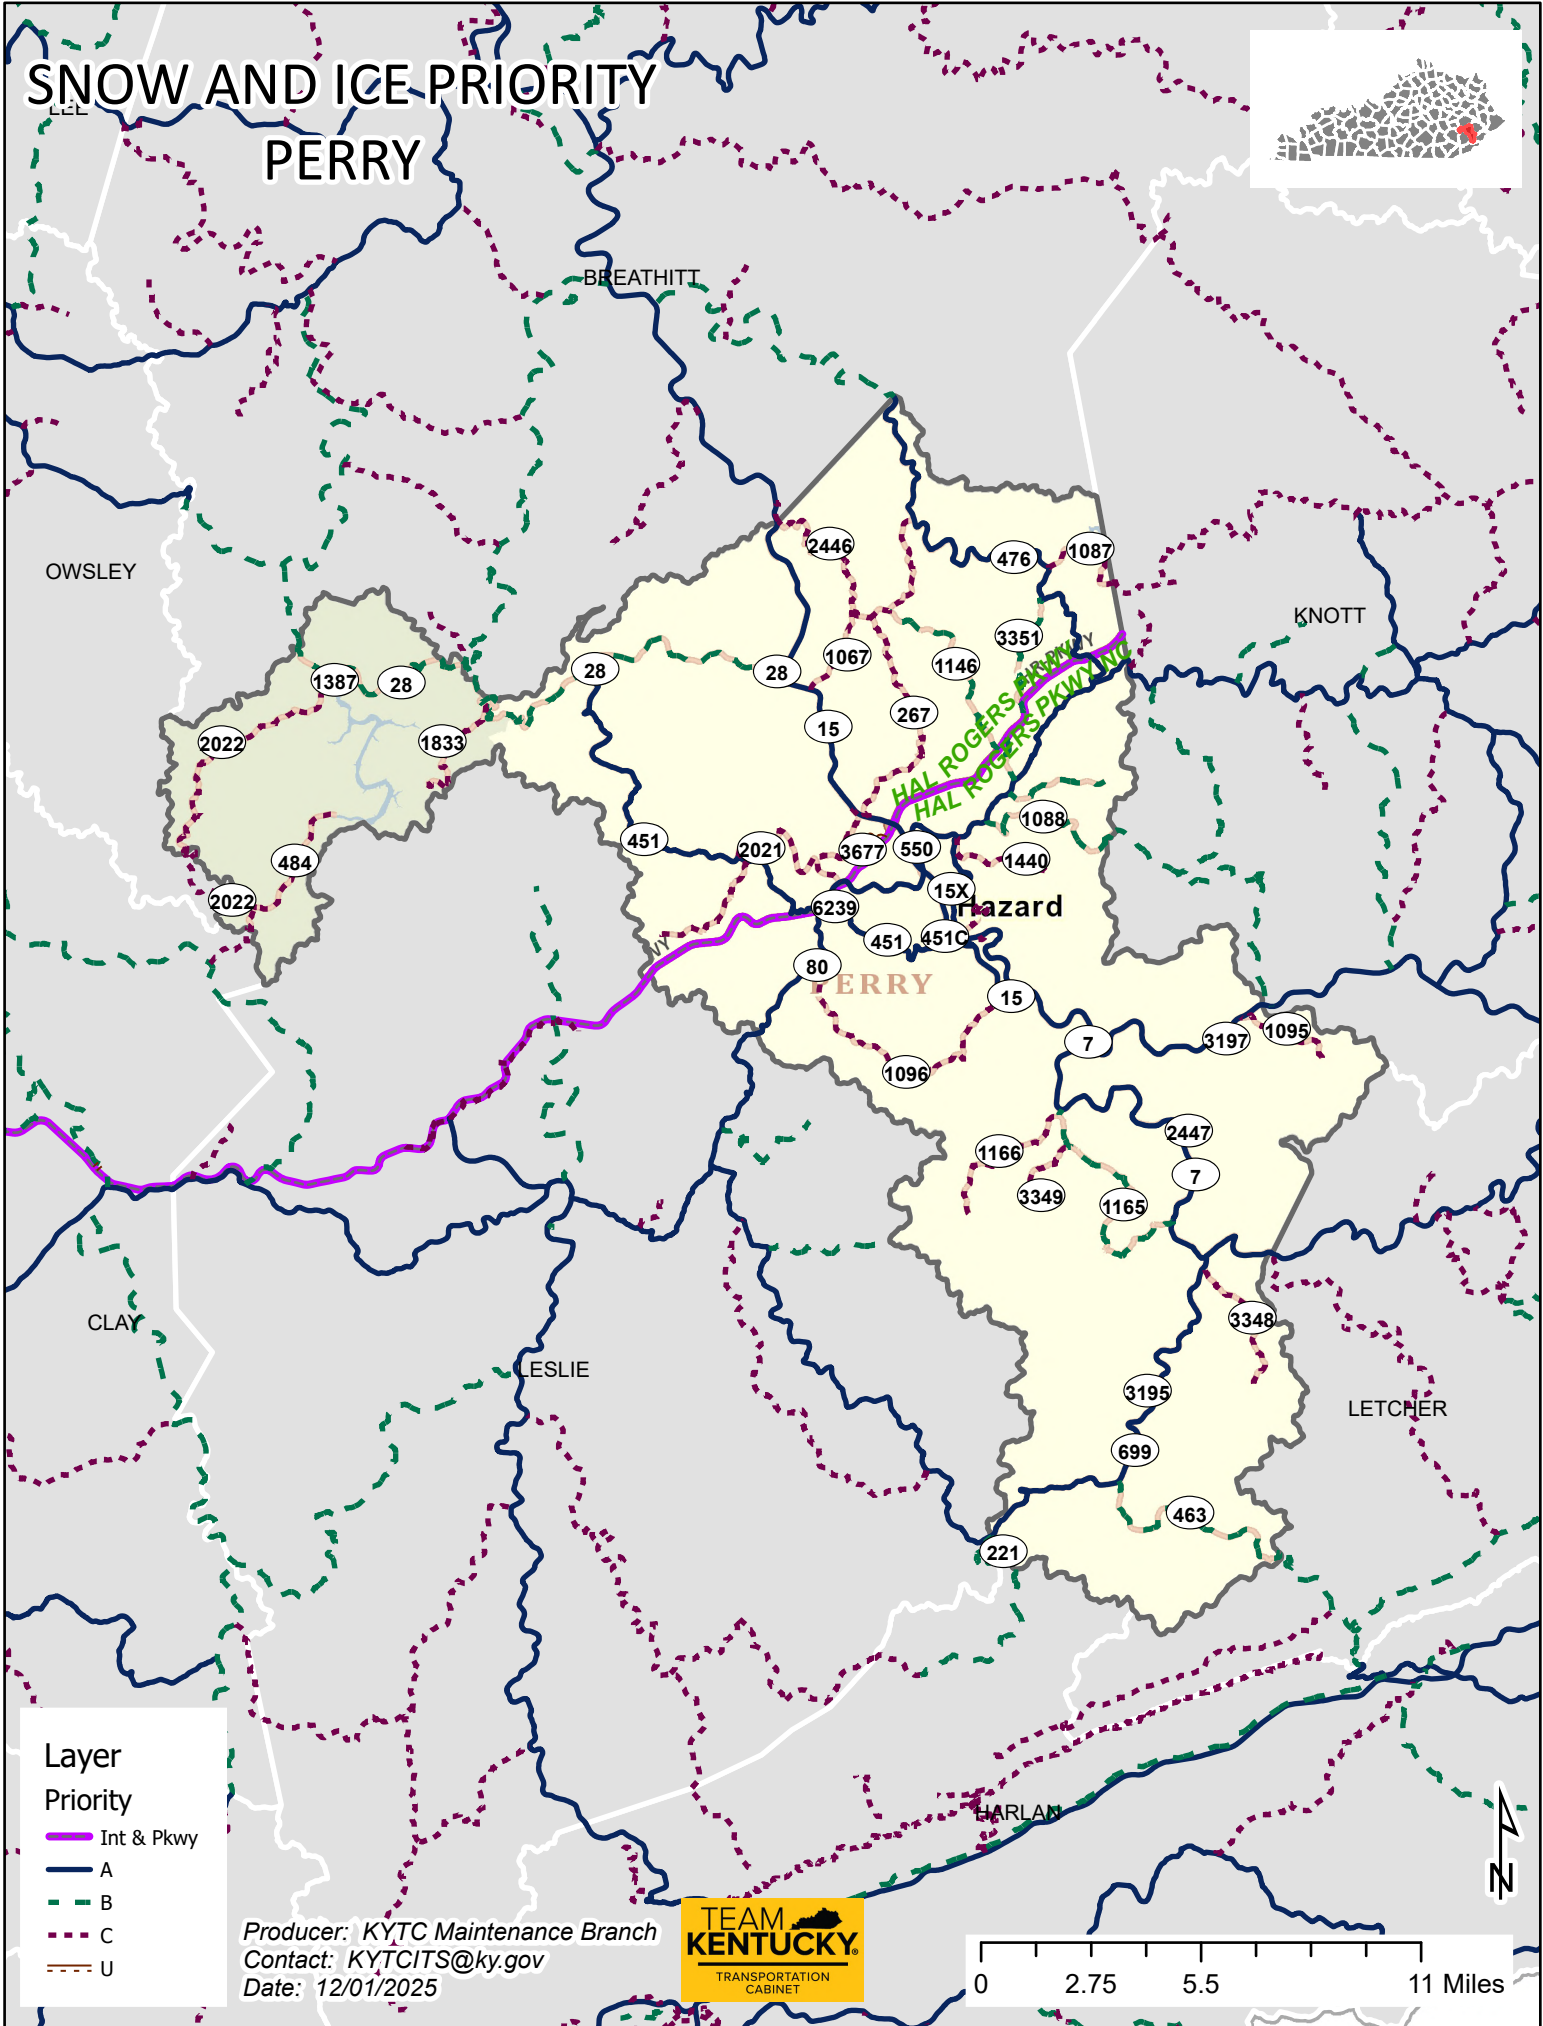 SNOW AND ICE PRIORITY
PERRY
LEE
BREATHITT
OWSLEY
KNOTT
2446
476
1087
3351
1067
1146
28
28
1387
28
HAL ROGERS PKWY
HAL ROGERS PKWY NC
267
15
2022
1833
1088
451
2021
3677
550
1440
484
15X
2022
6239
Hazard
451
451C
80
PERRY
15
7
3197
1095
1096
2447
1166
7
3349
1165
3348
CLAY
LESLIE
3195
LETCHER
699
463
221
HARLAN
Layer
Priority
Int & Pkwy
A
B
C
U
Producer: KYTC Maintenance Branch
Contact: KYTCITS@ky.gov
Date: 12/01/2025
TEAM
KENTUCKY®
TRANSPORTATION
CABINET
N
0 2.75 5.5 11 Miles